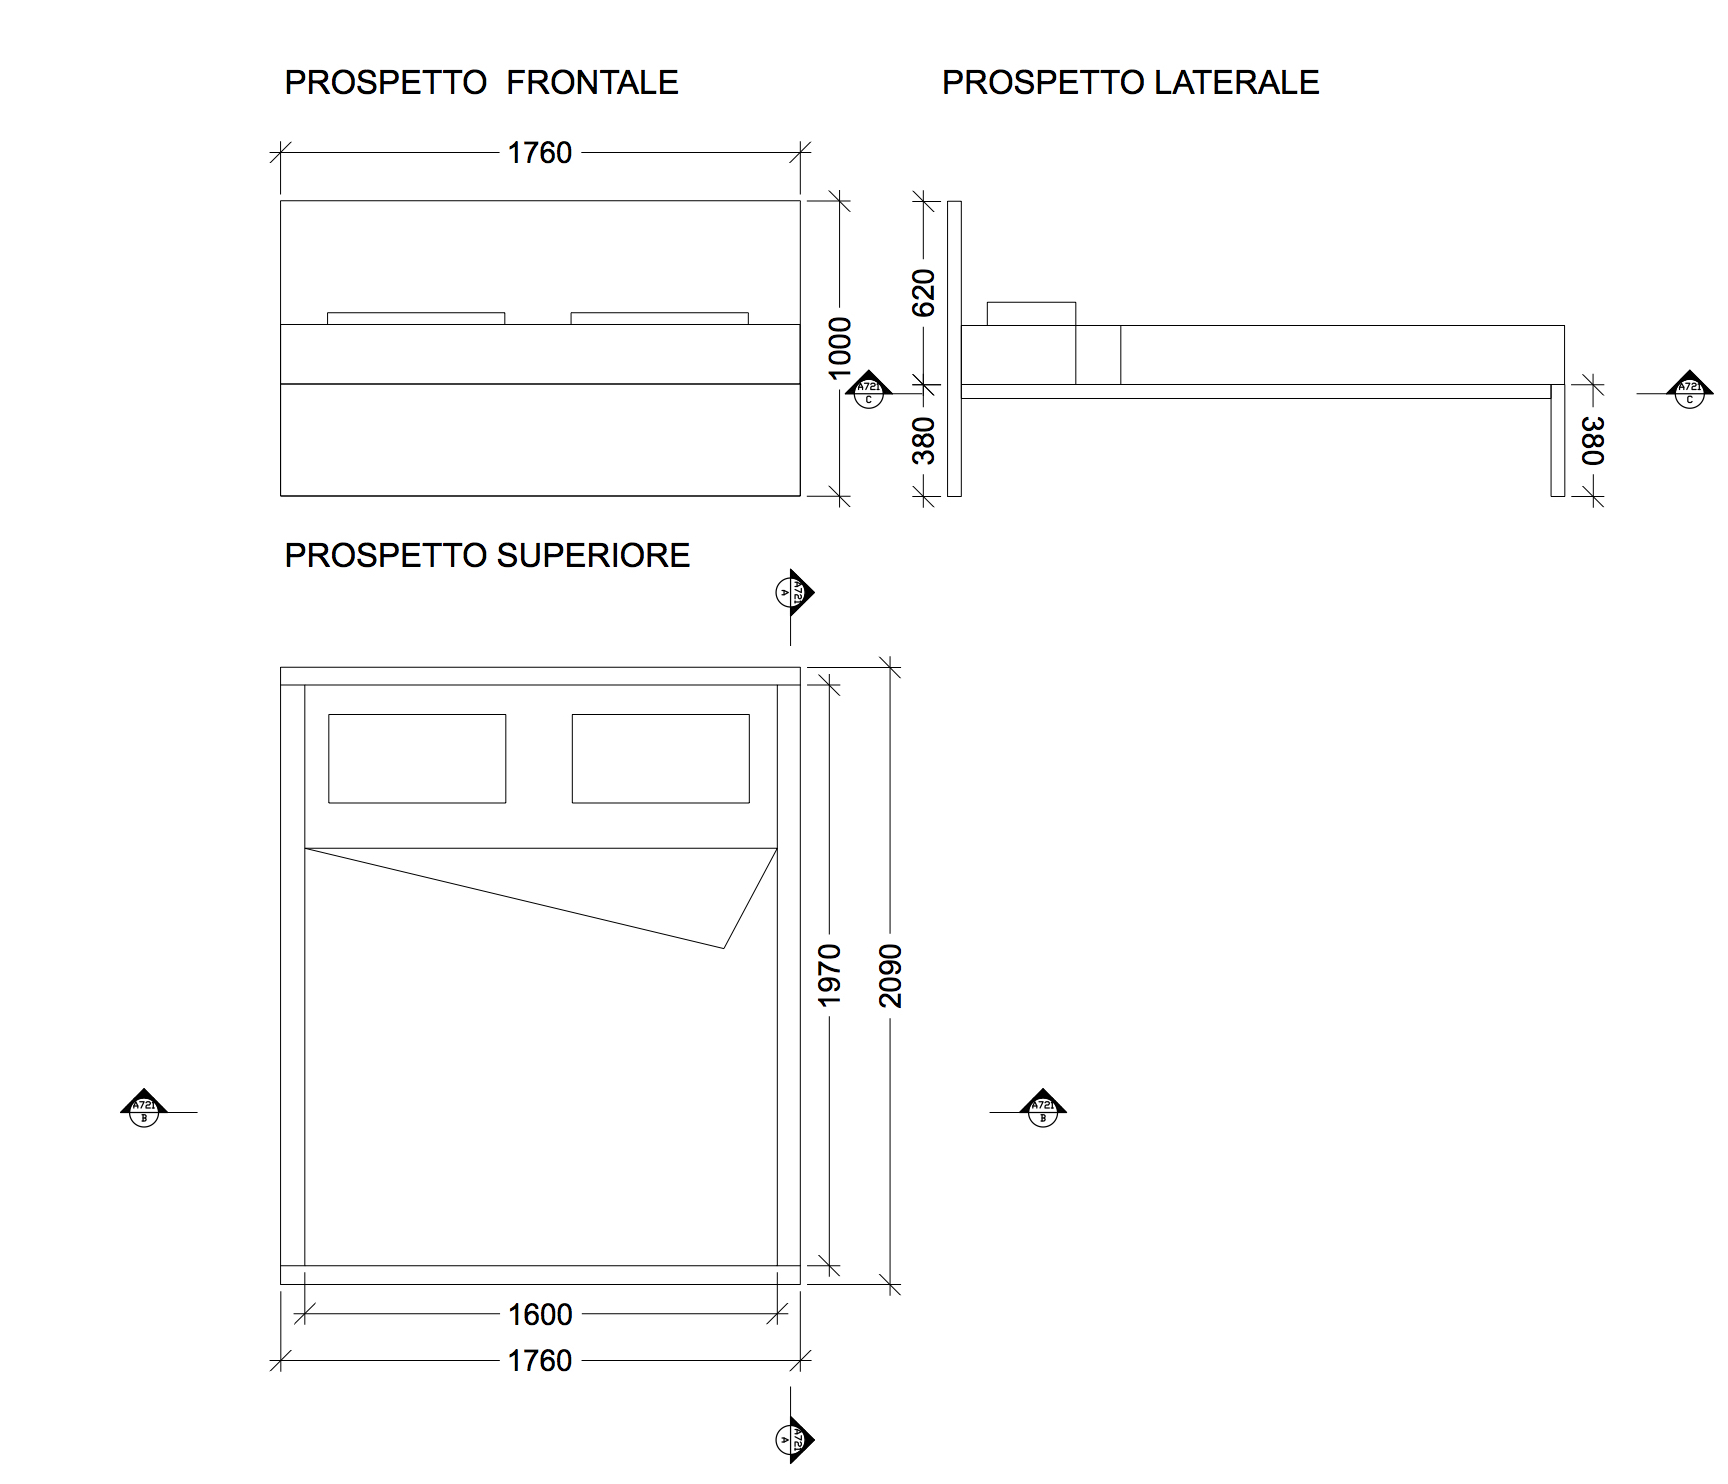 PROSPETTO FRONTALE
PROSPETTO LATERALE
1760
1000
620
380
380
A721
C
A721
C
PROSPETTO SUPERIORE
A721
A
1970
2090
A721
B
A721
B
1600
1760
A721
A